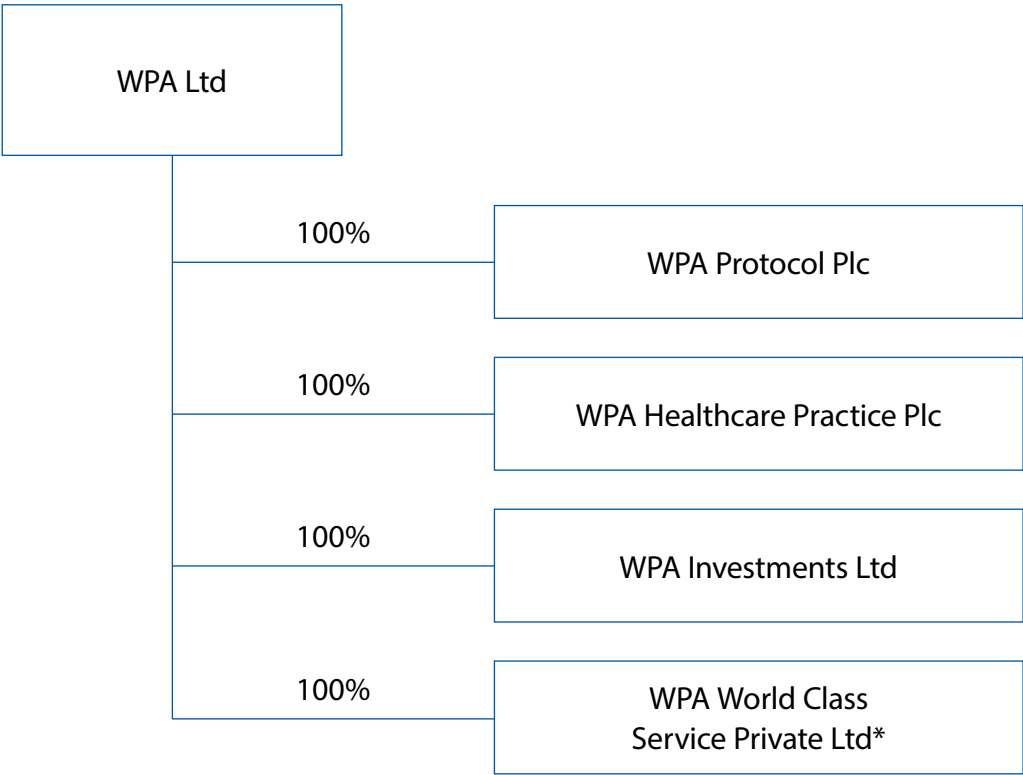 WPA Ltd
100%
WPA Protocol Plc
100%
WPA Healthcare Practice Plc
100%
WPA Investments Ltd
100%
WPA World Class
Service Private Ltd*